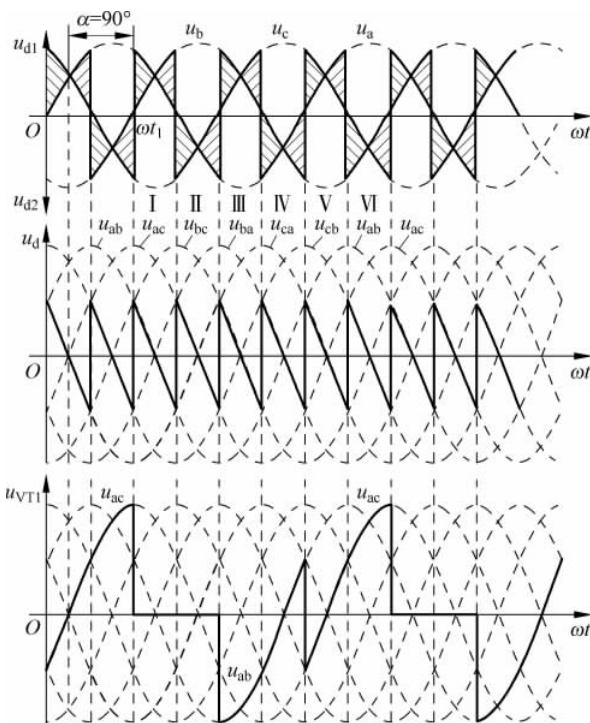 α=90°
u_d1 u_b u_c u_a
O ωt_1 ωt
u_d2 Ⅰ Ⅱ Ⅲ Ⅳ Ⅴ Ⅵ
u_d u_ab u_ac u_bc u_ba u_ca u_cb u_ab u_ac
O ωt
u_VT1 u_ac u_ac
O ωt
u_ab